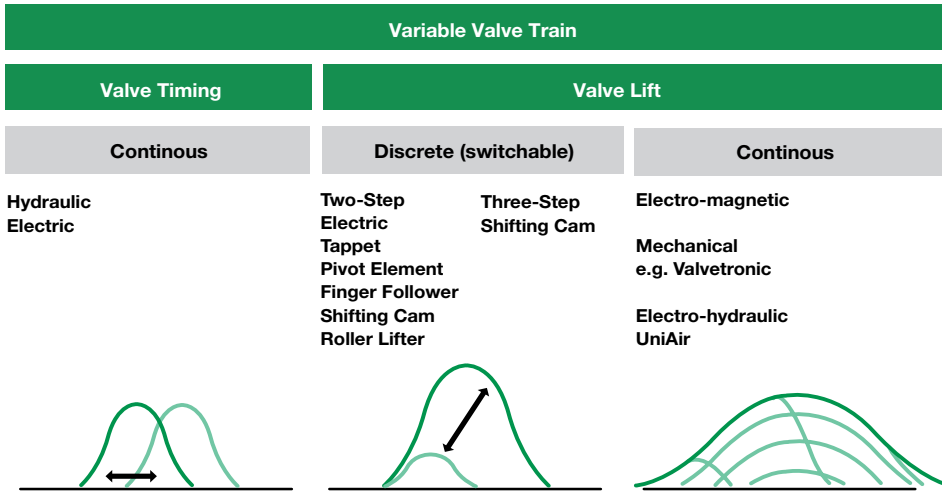 Variable Valve Train
Valve Timing
Valve Lift
Continous
Discrete (switchable)
Continous
Hydraulic
Electric
Two-Step
Electric
Tappet
Pivot Element
Finger Follower
Shifting Cam
Roller Lifter
Three-Step
Shifting Cam
Electro-magnetic
Mechanical
e.g. Valvetronic
Electro-hydraulic
UniAir